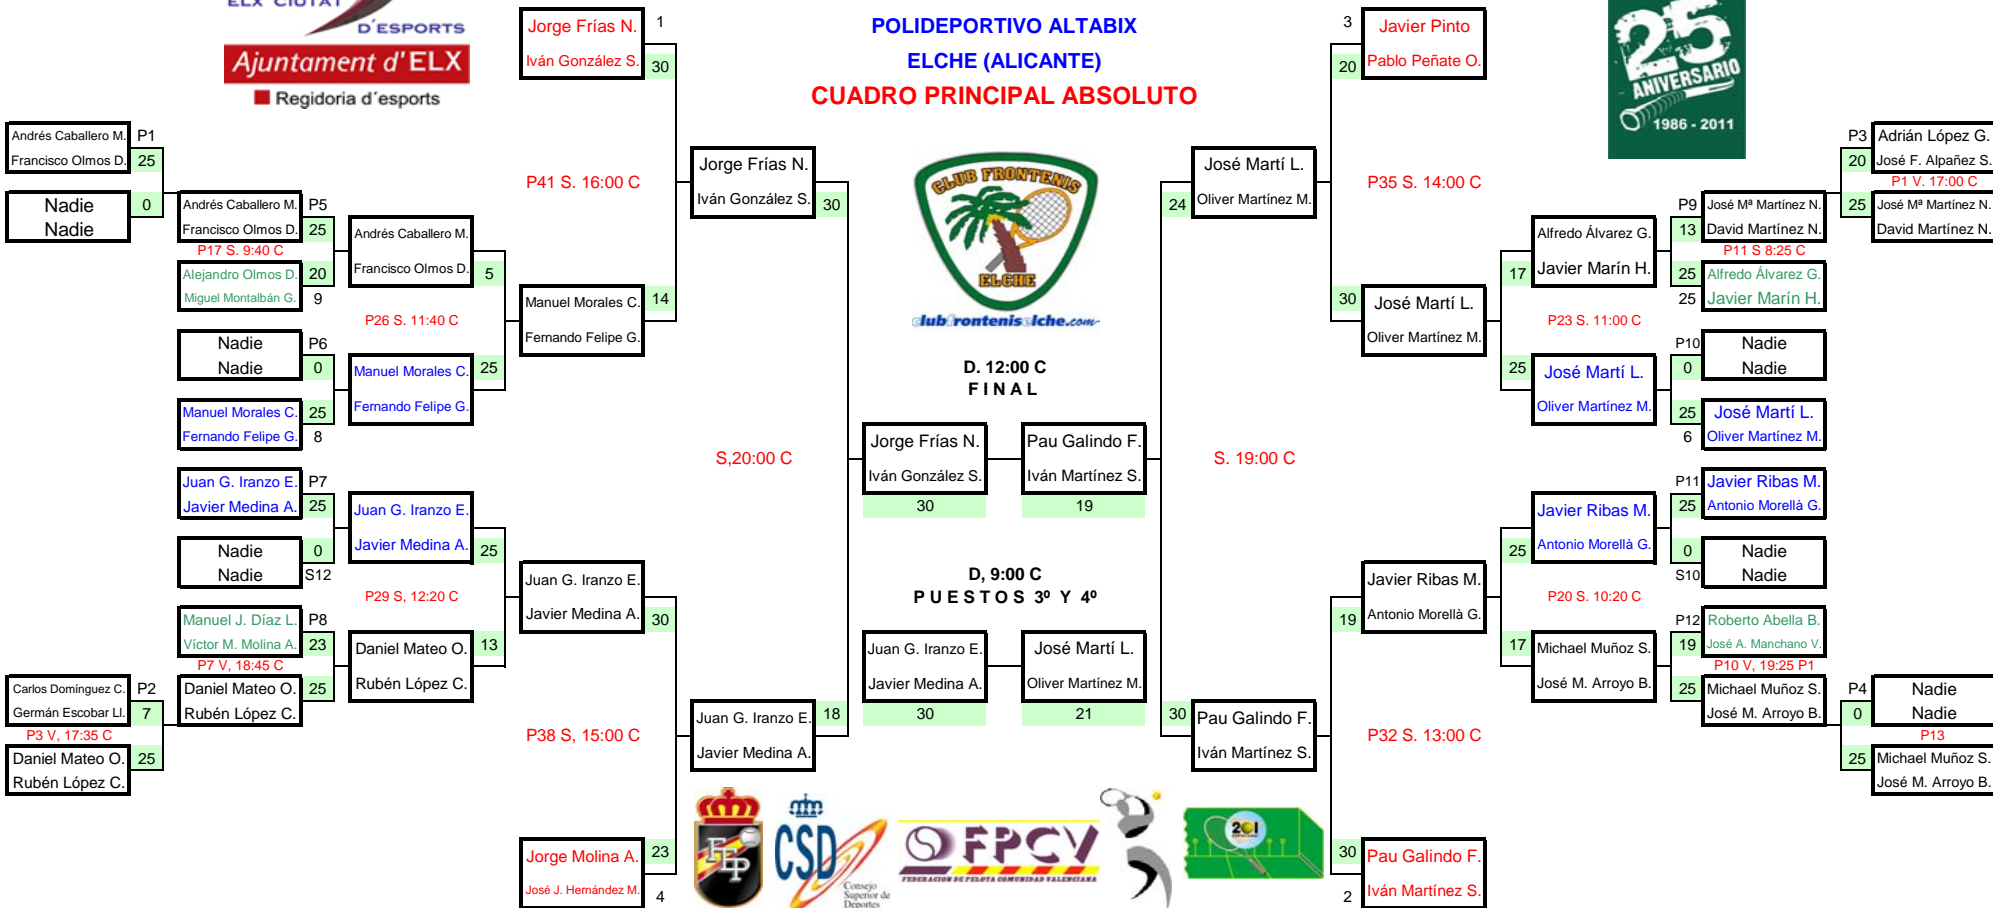 ELX CIUTAT
D'ESPORTS
Ajuntament d'ELX
Regidoria d'esports
POLIDEPORTIVO ALTABIX
ELCHE (ALICANTE)
CUADRO PRINCIPAL ABSOLUTO
25
ANIVERSARIO
1986 - 2011
Andrés Caballero M. P1
Francisco Olmos D. 25
Nadie 0
Nadie
Carlos Domínguez C. P2
Germán Escobar Ll. 7
P3 V, 17:35 C
Daniel Mateo O. 25
Rubén López C.
Andrés Caballero M. P5
Francisco Olmos D. 25
P17 S. 9:40 C
Alejandro Olmos D. 20
Miguel Montalbán G. 9
Nadie P6
Nadie 0
Manuel Morales C. 25
Fernando Felipe G. 8
Juan G. Iranzo E. P7
Javier Medina A. 25
Nadie 0
Nadie S12
Manuel J. Díaz L. P8
Víctor M. Molina A. 23
P7 V, 18:45 C
Daniel Mateo O. 25
Rubén López C.
Andrés Caballero M.
Francisco Olmos D. 5
P26 S. 11:40 C
Manuel Morales C. 25
Fernando Felipe G.
Juan G. Iranzo E.
Javier Medina A. 25
P29 S, 12:20 C
Daniel Mateo O. 13
Rubén López C.
Jorge Frías N. 1
Iván González S. 30
P41 S. 16:00 C
Manuel Morales C. 14
Fernando Felipe G.
Juan G. Iranzo E.
Javier Medina A. 30
P38 S, 15:00 C
Jorge Molina A. 23
José J. Hernández M. 4
Jorge Frías N.
Iván González S. 30
S,20:00 C
Juan G. Iranzo E. 18
Javier Medina A.
CLUB FRONTENIS
ELCHE
clubfronteniselche.com
D. 12:00 C
F I N A L
Jorge Frías N. Pau Galindo F.
Iván González S. Iván Martínez S.
30 19
D, 9:00 C
P U E S T O S 3º Y 4º
Juan G. Iranzo E. José Martí L.
Javier Medina A. Oliver Martínez M.
30 21
José Martí L.
24 Oliver Martínez M.
S. 19:00 C
30 Pau Galindo F.
Iván Martínez S.
3 Javier Pinto
20 Pablo Peñate O.
P35 S. 14:00 C
30 José Martí L.
Oliver Martínez M.
Javier Ribas M.
19 Antonio Morellà G.
P32 S. 13:00 C
30 Pau Galindo F.
2 Iván Martínez S.
Alfredo Álvarez G.
17 Javier Marín H.
P23 S. 11:00 C
25 José Martí L.
Oliver Martínez M.
Javier Ribas M.
25 Antonio Morellà G.
P20 S. 10:20 C
17 Michael Muñoz S.
José M. Arroyo B.
P9 José Mª Martínez N.
13 David Martínez N.
P11 S 8:25 C
25 Alfredo Álvarez G.
25 Javier Marín H.
P10 Nadie
0 Nadie
25 José Martí L.
6 Oliver Martínez M.
P11 Javier Ribas M.
25 Antonio Morellà G.
0 Nadie
S10 Nadie
P12 Roberto Abella B.
19 José A. Manchano V.
P10 V, 19:25 P1
25 Michael Muñoz S.
José M. Arroyo B.
P3 Adrián López G.
20 José F. Alpañez S.
P1 V. 17:00 C
25 José Mª Martínez N.
David Martínez N.
P4 Nadie
0 Nadie
P13
25 Michael Muñoz S.
José M. Arroyo B.
FEP
CSD
Consejo
Superior de
Deportes
FPCV
FEDERACION DE PELOTA COMUNIDAD VALENCIANA
201